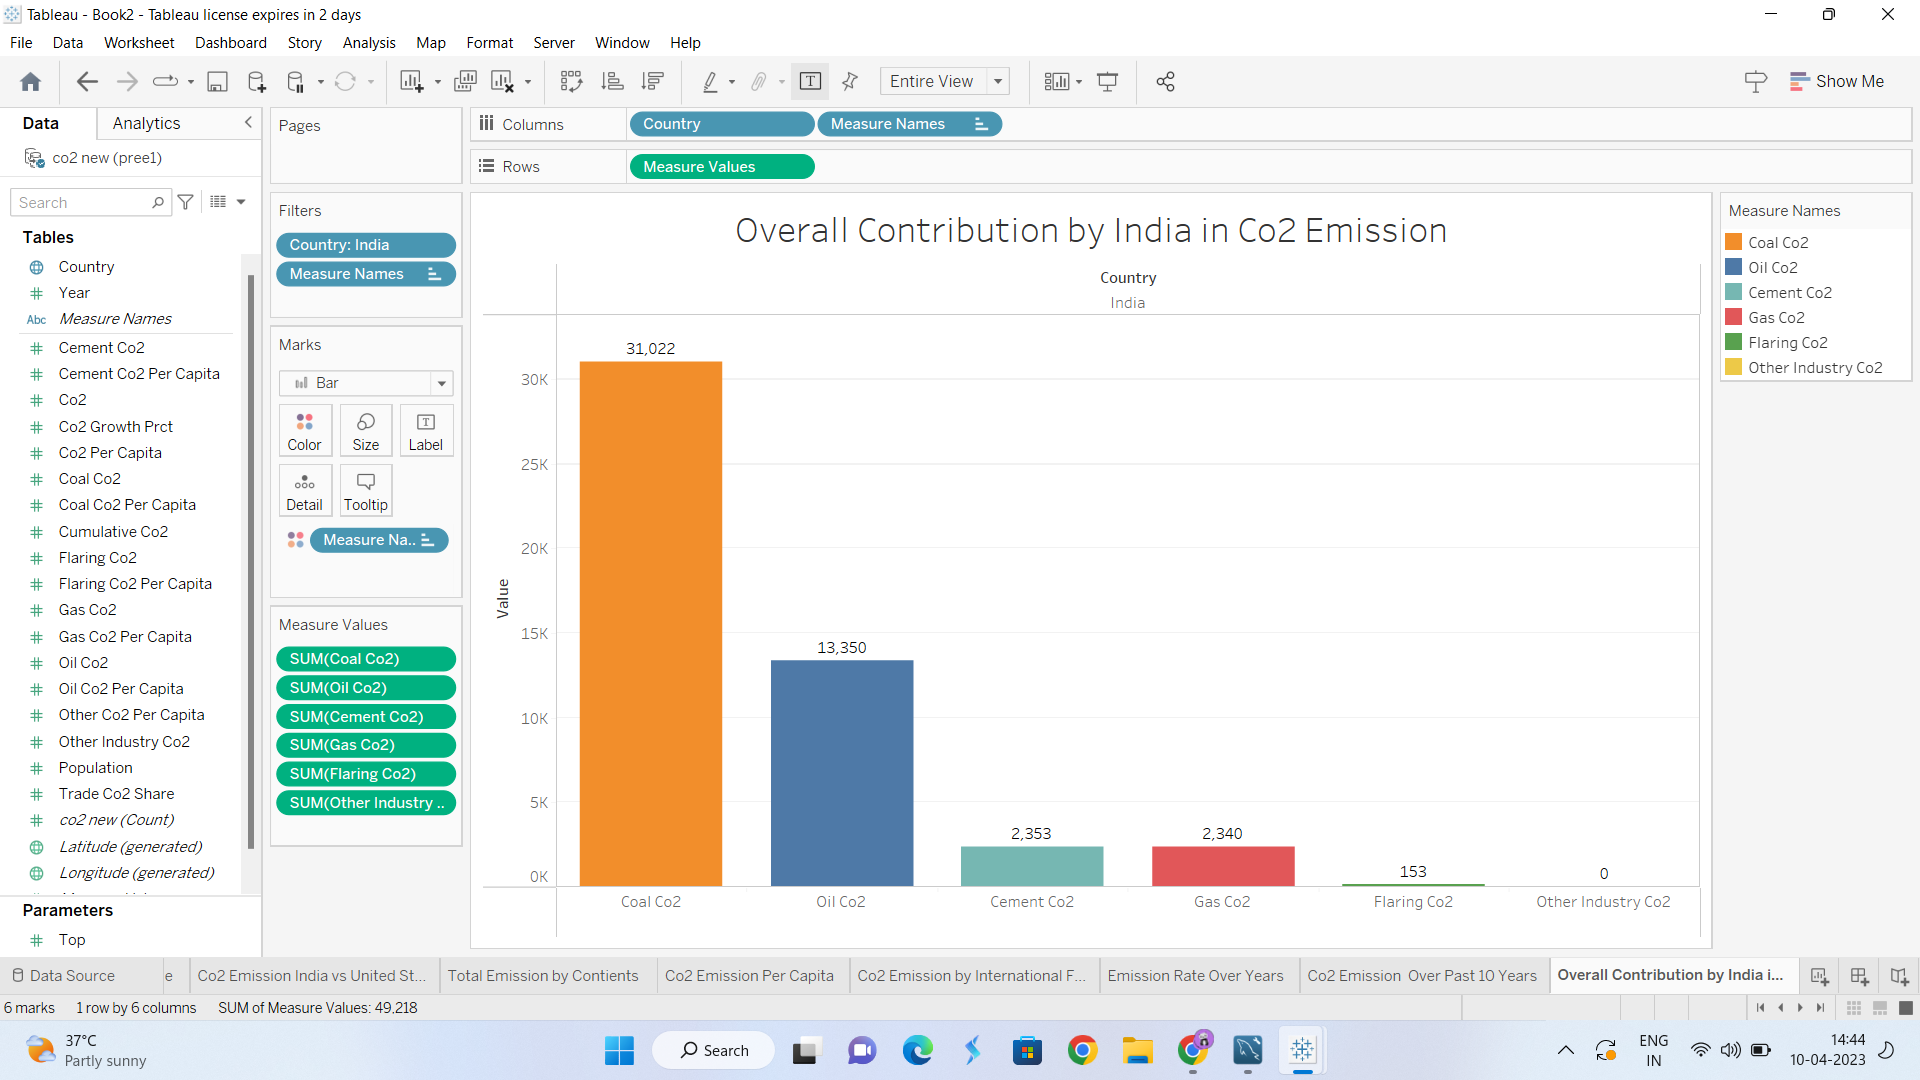 Tableau - Book2 - Tableau license expires in 2 days
File Data Worksheet Dashboard Story Analysis Map Format Server Window Help
Entire View
Show Me
Data Analytics
co2 new (pree1)
Search
Tables
Country
Year
Abc Measure Names
Cement Co2
Cement Co2 Per Capita
Co2
Co2 Growth Prct
Co2 Per Capita
Coal Co2
Coal Co2 Per Capita
Cumulative Co2
Flaring Co2
Flaring Co2 Per Capita
Gas Co2
Gas Co2 Per Capita
Oil Co2
Oil Co2 Per Capita
Other Co2 Per Capita
Other Industry Co2
Population
Trade Co2 Share
co2 new (Count)
Latitude (generated)
Longitude (generated)
Parameters
Top
Pages
Filters
Country: India
Measure Names
Marks
Bar
Color Size Label
Detail Tooltip
Measure Na..
Measure Values
SUM(Coal Co2)
SUM(Oil Co2)
SUM(Cement Co2)
SUM(Gas Co2)
SUM(Flaring Co2)
SUM(Other Industry ..
Columns Country Measure Names
Rows Measure Values
Overall Contribution by India in Co2 Emission
Country
India
31,022
30K
25K
20K
15K
10K
5K
0K
Value
13,350
2,353
2,340
153
0
Coal Co2 Oil Co2 Cement Co2 Gas Co2 Flaring Co2 Other Industry Co2
Measure Names
Coal Co2
Oil Co2
Cement Co2
Gas Co2
Flaring Co2
Other Industry Co2
Data Source e Co2 Emission India vs United St... Total Emission by Contients Co2 Emission Per Capita Co2 Emission by International F... Emission Rate Over Years Co2 Emission Over Past 10 Years Overall Contribution by India i...
6 marks 1 row by 6 columns SUM of Measure Values: 49,218
37°C
Partly sunny
Search
ENG
IN
14:44
10-04-2023